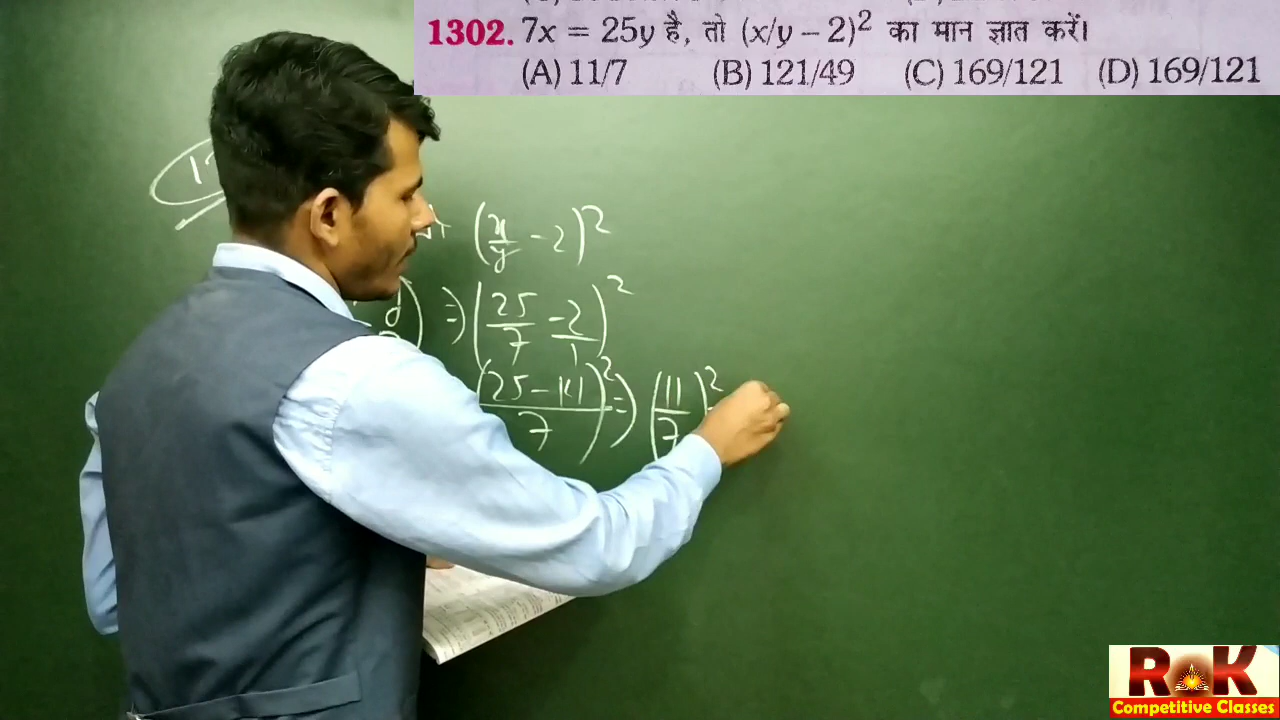 1302. 7x = 25y है, तो (x/y – 2)² का मान ज्ञात करें।
(A) 11/7 (B) 121/49 (C) 169/121 (D) 169/121
(x/y - 2)²
⇒ (25/7 - 2/1)²
(25-14/7)² ⇒ (11/7)²
RK
Competitive Classes